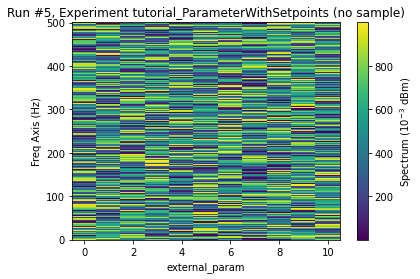 Run #5, Experiment tutorial_ParameterWithSetpoints (no sample)
500
400
300
200
100
0
Freq Axis (Hz)
0 2 4 6 8 10
external_param
800
600
400
200
Spectrum (10⁻³ dBm)